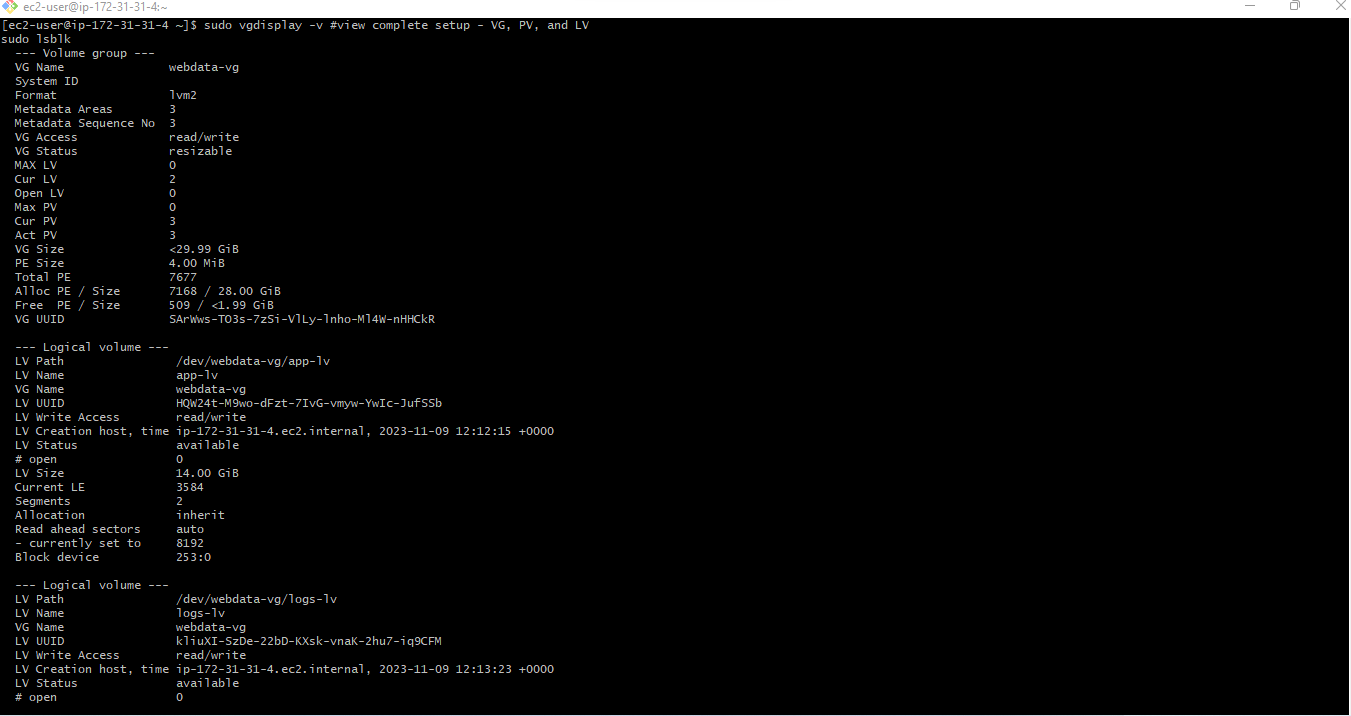 ec2-user@ip-172-31-31-4:~
[ec2-user@ip-172-31-31-4 ~]$ sudo vgdisplay -v #view complete setup - VG, PV, and LV
sudo lsblk
  --- Volume group ---
  VG Name               webdata-vg
  System ID
  Format                lvm2
  Metadata Areas        3
  Metadata Sequence No  3
  VG Access             read/write
  VG Status             resizable
  MAX LV                0
  Cur LV                2
  Open LV               0
  Max PV                0
  Cur PV                3
  Act PV                3
  VG Size               <29.99 GiB
  PE Size               4.00 MiB
  Total PE              7677
  Alloc PE / Size       7168 / 28.00 GiB
  Free  PE / Size       509 / <1.99 GiB
  VG UUID               SArWws-TO3s-7zSi-VlLy-lnho-Ml4W-nHHCkR

  --- Logical volume ---
  LV Path                /dev/webdata-vg/app-lv
  LV Name                app-lv
  VG Name                webdata-vg
  LV UUID                HQW24t-M9wo-dFzt-7IvG-vmyw-YwIc-JufSSb
  LV Write Access        read/write
  LV Creation host, time ip-172-31-31-4.ec2.internal, 2023-11-09 12:12:15 +0000
  LV Status              available
  # open                 0
  LV Size                14.00 GiB
  Current LE             3584
  Segments               2
  Allocation             inherit
  Read ahead sectors     auto
  - currently set to     8192
  Block device           253:0

  --- Logical volume ---
  LV Path                /dev/webdata-vg/logs-lv
  LV Name                logs-lv
  VG Name                webdata-vg
  LV UUID                kliuXI-SzDe-22bD-KXsk-vnaK-2hu7-iq9CFM
  LV Write Access        read/write
  LV Creation host, time ip-172-31-31-4.ec2.internal, 2023-11-09 12:13:23 +0000
  LV Status              available
  # open                 0